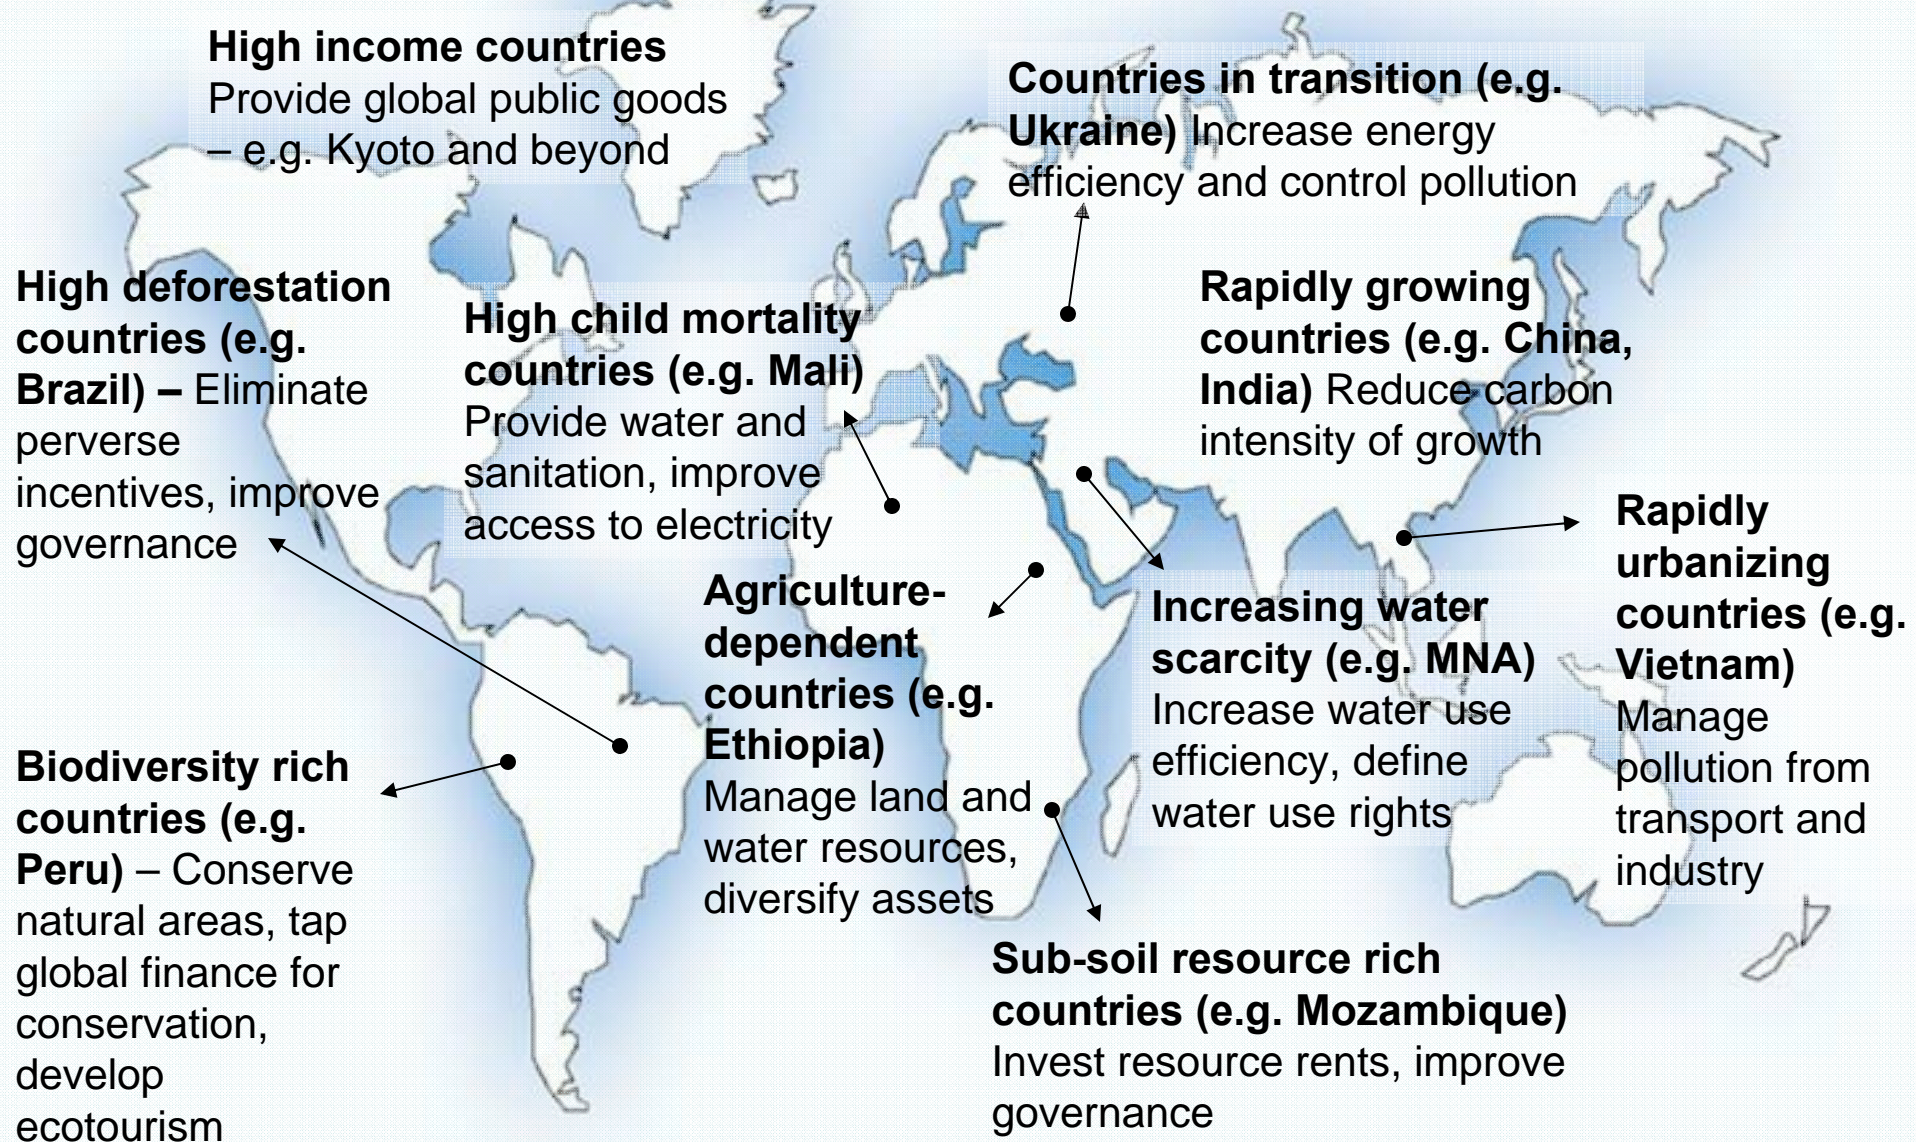 High income countries
Provide global public goods
– e.g. Kyoto and beyond
Countries in transition (e.g.
Ukraine) Increase energy
efficiency and control pollution
High deforestation
countries (e.g.
Brazil) – Eliminate
perverse
incentives, improve
governance
High child mortality
countries (e.g. Mali)
Provide water and
sanitation, improve
access to electricity
Rapidly growing
countries (e.g. China,
India) Reduce carbon
intensity of growth
Rapidly
urbanizing
countries (e.g.
Vietnam)
Manage
pollution from
transport and
industry
Agriculture-
dependent
countries (e.g.
Ethiopia)
Manage land and
water resources,
diversify assets
Increasing water
scarcity (e.g. MNA)
Increase water use
efficiency, define
water use rights
Biodiversity rich
countries (e.g.
Peru) – Conserve
natural areas, tap
global finance for
conservation,
develop
ecotourism
Sub-soil resource rich
countries (e.g. Mozambique)
Invest resource rents, improve
governance